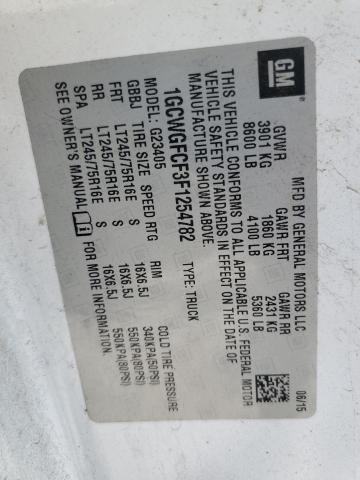 GM
MFD BY GENERAL MOTORS LLC
06/15
GVWR GAWR FRT GAWR RR
3901 KG 1860 KG 2431 KG
8600 LB 4100 LB 5360 LB
THIS VEHICLE CONFORMS TO ALL APPLICABLE U.S. FEDERAL MOTOR
VEHICLE SAFETY STANDARDS IN EFFECT ON THE DATE OF
MANUFACTURE SHOWN ABOVE.
1GCWGFCF3F1254782 TYPE: TRUCK
MODEL: G23405
GBBJ TIRE SIZE SPEED RTG RIM COLD TIRE PRESSURE
FRT LT245/75R16E S 16X6.5J 340KPA(50PSI)
RR LT245/75R16E S 16X6.5J 550KPA(80PSI)
SPA LT245/75R16E S 16X6.5J 550KPA(80PSI)
SEE OWNER'S MANUAL FOR MORE INFORMATION.